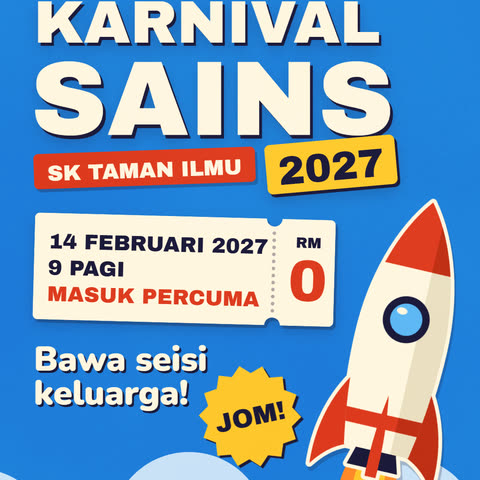 KARNIVAL
SAINS
SK TAMAN ILMU
2027
14 FEBRUARI 2027
9 PAGI
MASUK PERCUMA
RM
0
Bawa seisi
keluarga!
JOM!